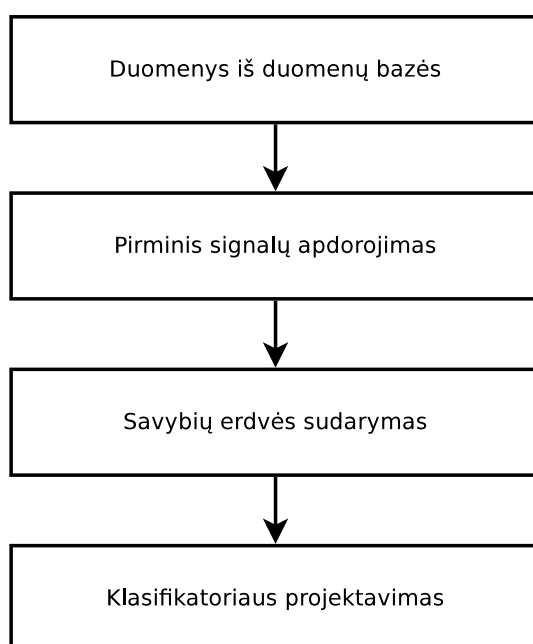 Duomenys iš duomenų bazės
Pirminis signalų apdorojimas
Savybių erdvės sudarymas
Klasifikatoriaus projektavimas